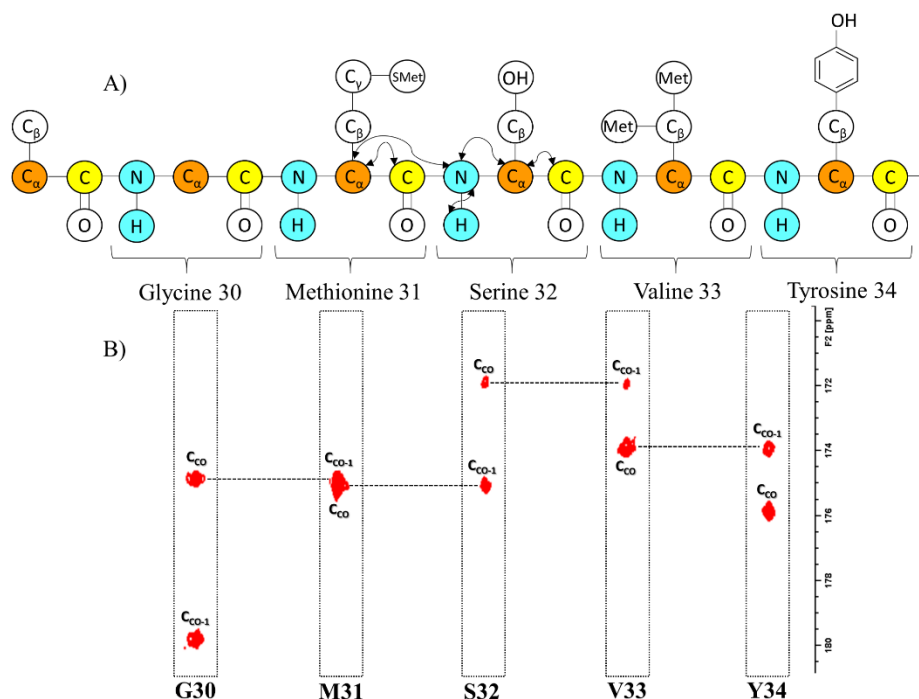 OH
A)
Cγ SMet OH Met
Cβ Cβ Cβ Met Cβ Cβ
Cα C N Cα C N Cα C N Cα C N Cα C N Cα C
O H O H O H O H O H O
Glycine 30 Methionine 31 Serine 32 Valine 33 Tyrosine 34
B)
F2 [ppm]
CCO CCO-1 172
CCO CCO-1 CCO-1 CCO-1 174
CCO CCO CCO 176
178
CCO-1 180
G30 M31 S32 V33 Y34